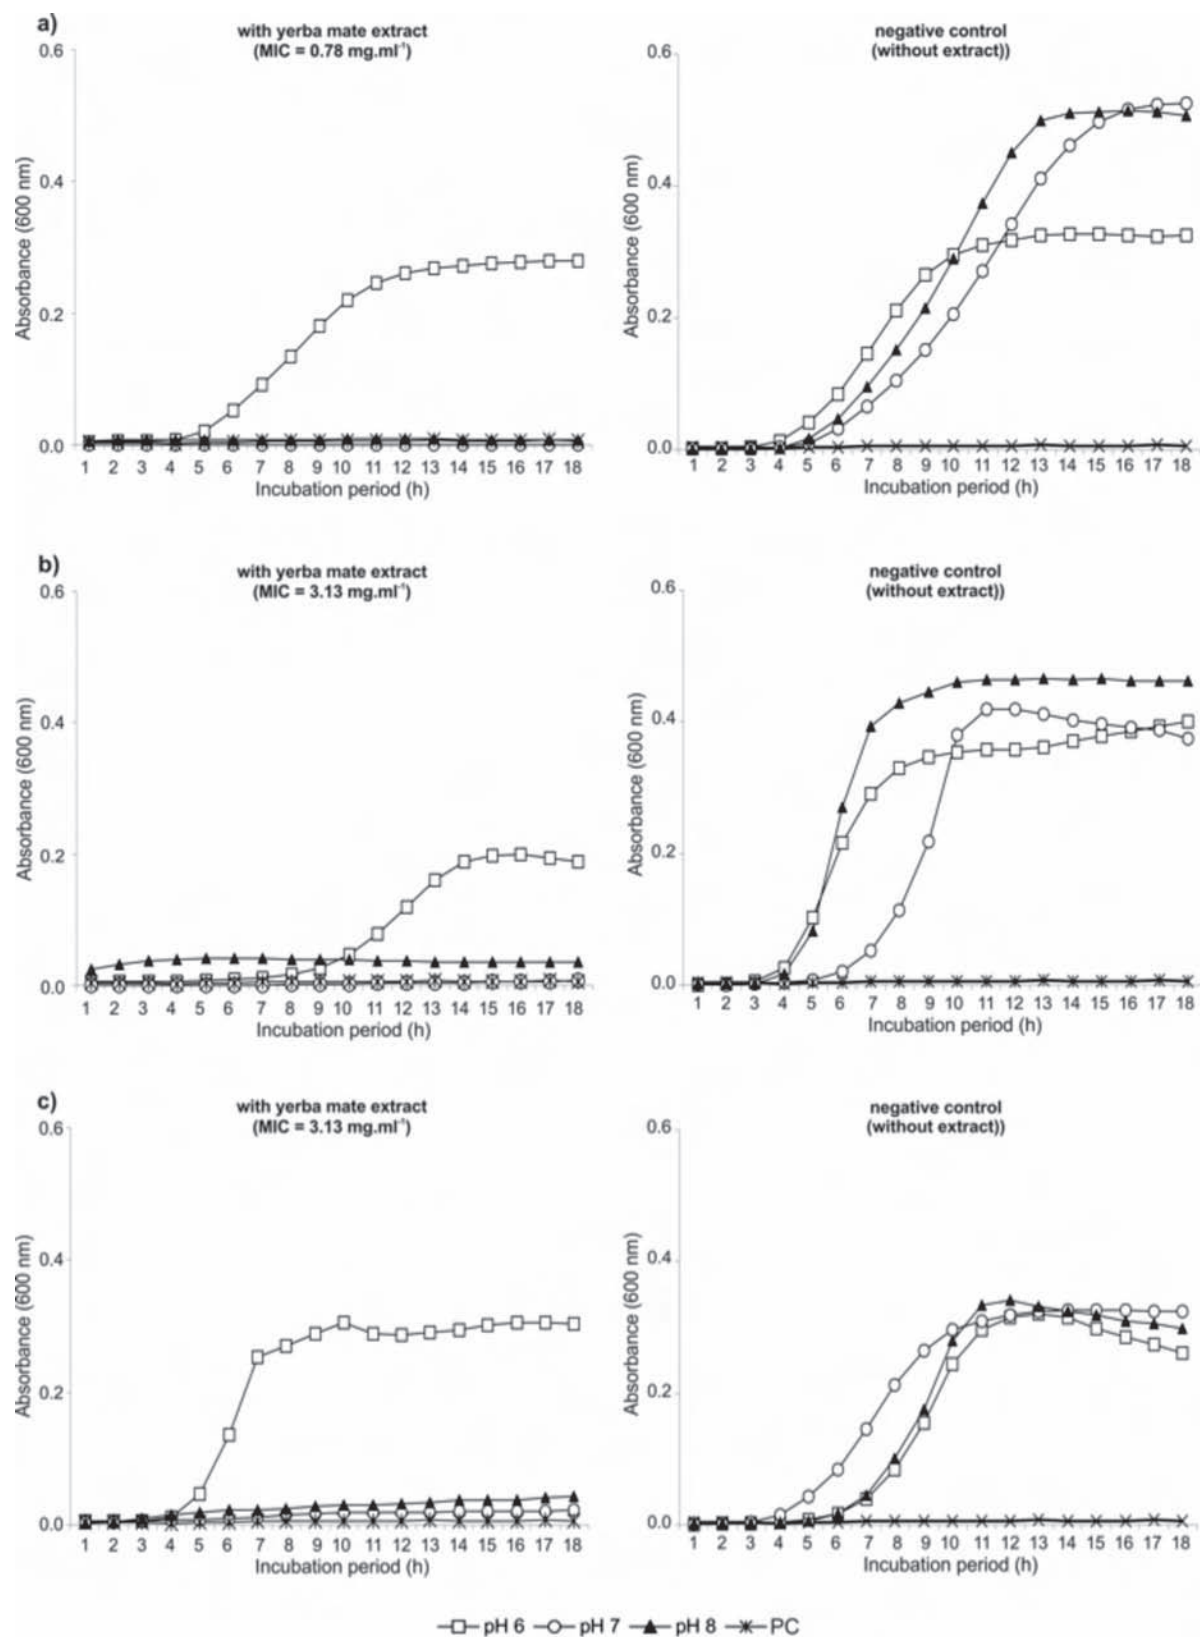 a)
with yerba mate extract
(MIC = 0.78 mg.ml⁻¹)
0.6
0.4
0.2
0.0
Absorbance (600 nm)
1 2 3 4 5 6 7 8 9 10 11 12 13 14 15 16 17 18
Incubation period (h)
negative control
(without extract))
0.6
0.4
0.2
0.0
Absorbance (600 nm)
1 2 3 4 5 6 7 8 9 10 11 12 13 14 15 16 17 18
Incubation period (h)
b)
with yerba mate extract
(MIC = 3.13 mg.ml⁻¹)
0.6
0.4
0.2
0.0
Absorbance (600 nm)
1 2 3 4 5 6 7 8 9 10 11 12 13 14 15 16 17 18
Incubation period (h)
negative control
(without extract))
0.6
0.4
0.2
0.0
Absorbance (600 nm)
1 2 3 4 5 6 7 8 9 10 11 12 13 14 15 16 17 18
Incubation period (h)
c)
with yerba mate extract
(MIC = 3.13 mg.ml⁻¹)
0.6
0.4
0.2
0.0
Absorbance (600 nm)
1 2 3 4 5 6 7 8 9 10 11 12 13 14 15 16 17 18
Incubation period (h)
negative control
(without extract))
0.6
0.4
0.2
0.0
Absorbance (600 nm)
1 2 3 4 5 6 7 8 9 10 11 12 13 14 15 16 17 18
Incubation period (h)
pH 6 pH 7 pH 8 PC